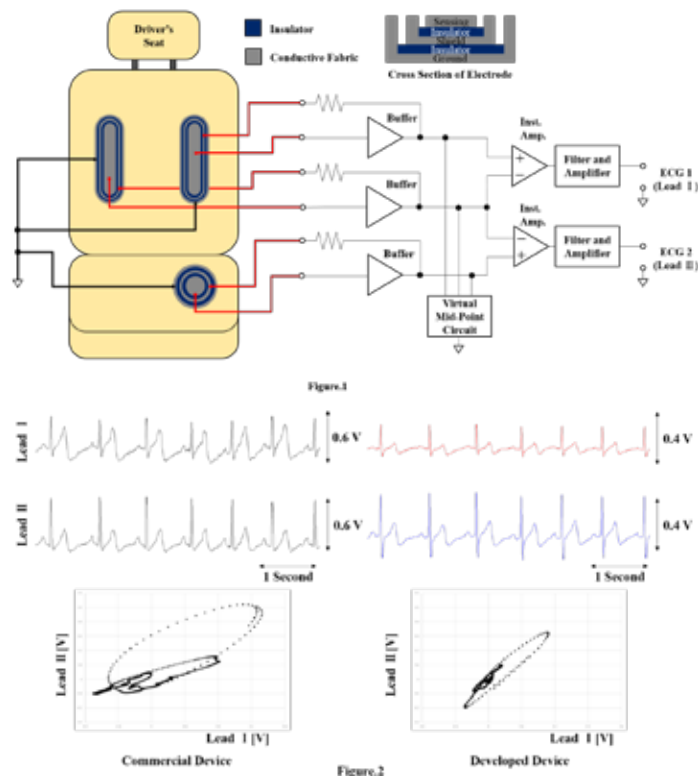 Driver's
Seat
Insulator
Conductive Fabric
Sensing
Insulator
Shield
Insulator
Ground
Cross Section of Electrode
Buffer
Buffer
Buffer
Inst.
Amp.
Filter and
Amplifier
ECG 1
(Lead Ⅰ)
Inst.
Amp.
Filter and
Amplifier
ECG 2
(Lead Ⅱ)
Virtual
Mid-Point
Circuit
Figure.1
Lead Ⅰ
0.6 V
0.4 V
Lead Ⅱ
0.6 V
0.4 V
1 Second
1 Second
Lead Ⅱ [V]
Lead Ⅰ [V]
Commercial Device
Lead Ⅱ [V]
Lead Ⅰ [V]
Developed Device
Figure.2